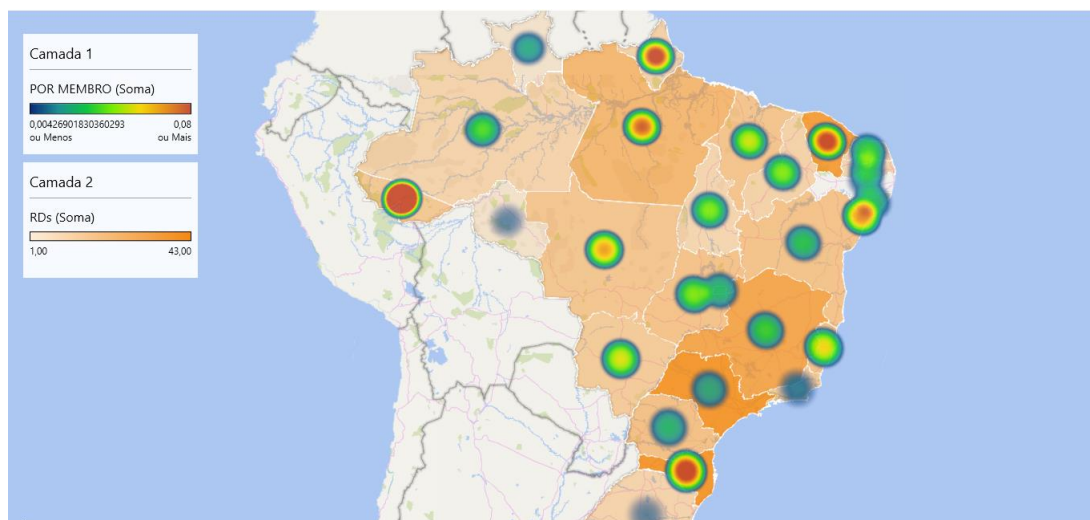 Camada 1
POR MEMBRO (Soma)
0,00426901830360293 ou Menos
0,08 ou Mais
Camada 2
RDs (Soma)
1,00
43,00